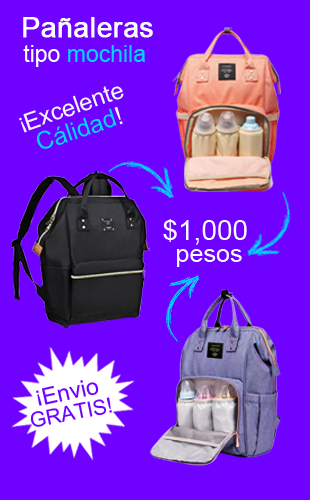 Pañaleras
tipo mochila
¡Excelente
Cálidad!
$1,000
pesos
¡Envio
GRATIS!